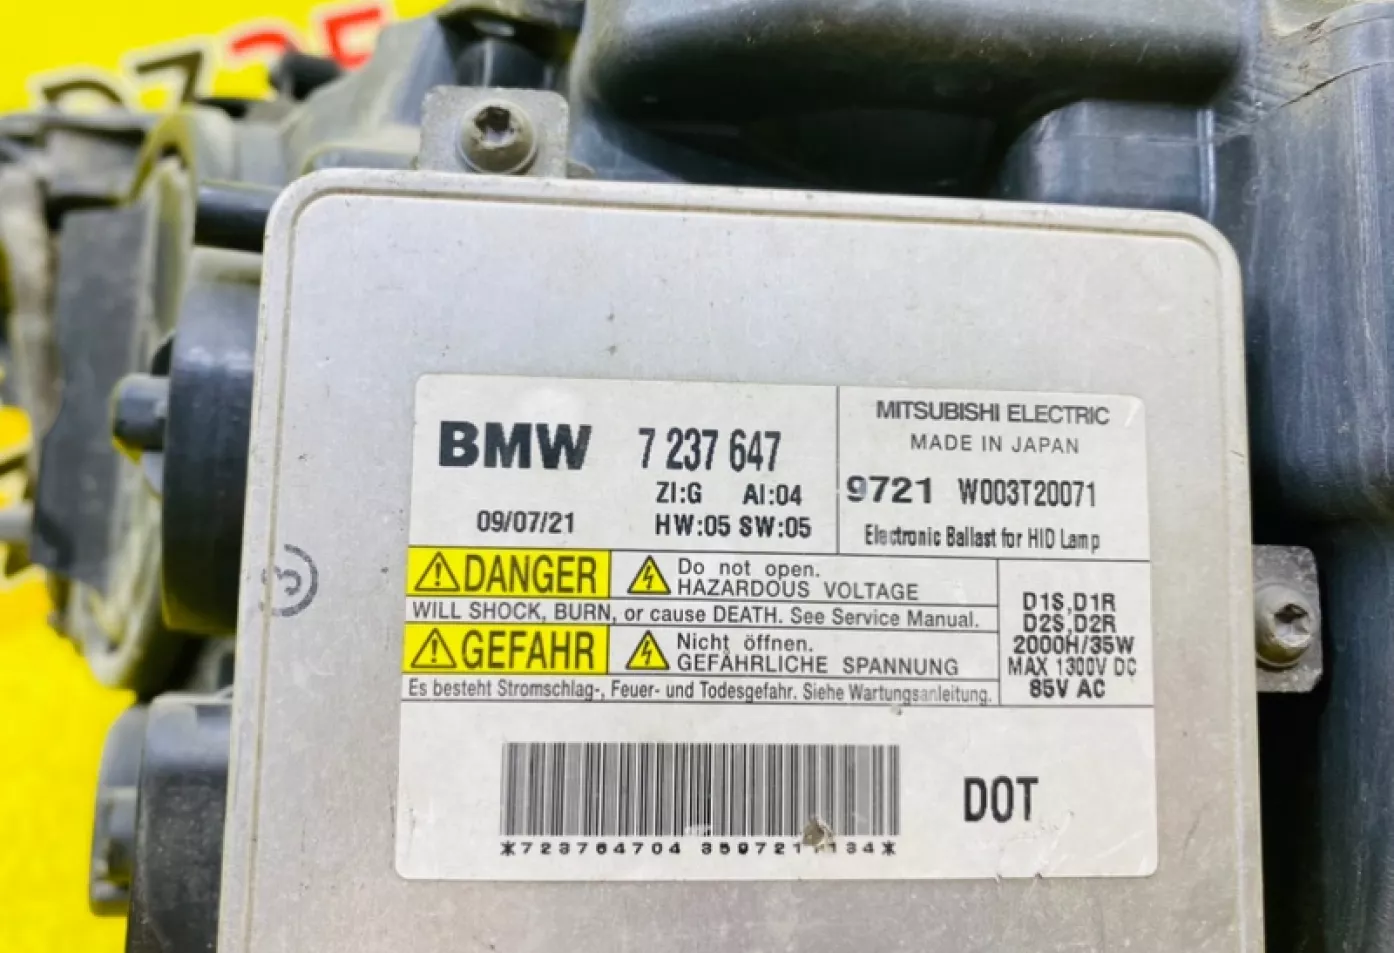 BMW 7 237 647
ZI:G AI:04
09/07/21 HW:05 SW:05
MITSUBISHI ELECTRIC
MADE IN JAPAN
9721 W003T20071
Electronic Ballast for HID Lamp
DANGER Do not open.
HAZARDOUS VOLTAGE
WILL SHOCK, BURN, or cause DEATH. See Service Manual.
GEFAHR Nicht öffnen.
GEFÄHRLICHE SPANNUNG
Es besteht Stromschlag-, Feuer- und Todesgefahr. Siehe Wartungsanleitung.
D1S,D1R
D2S,D2R
2000H/35W
MAX 1300V DC
85V AC
DOT
*723764704
3